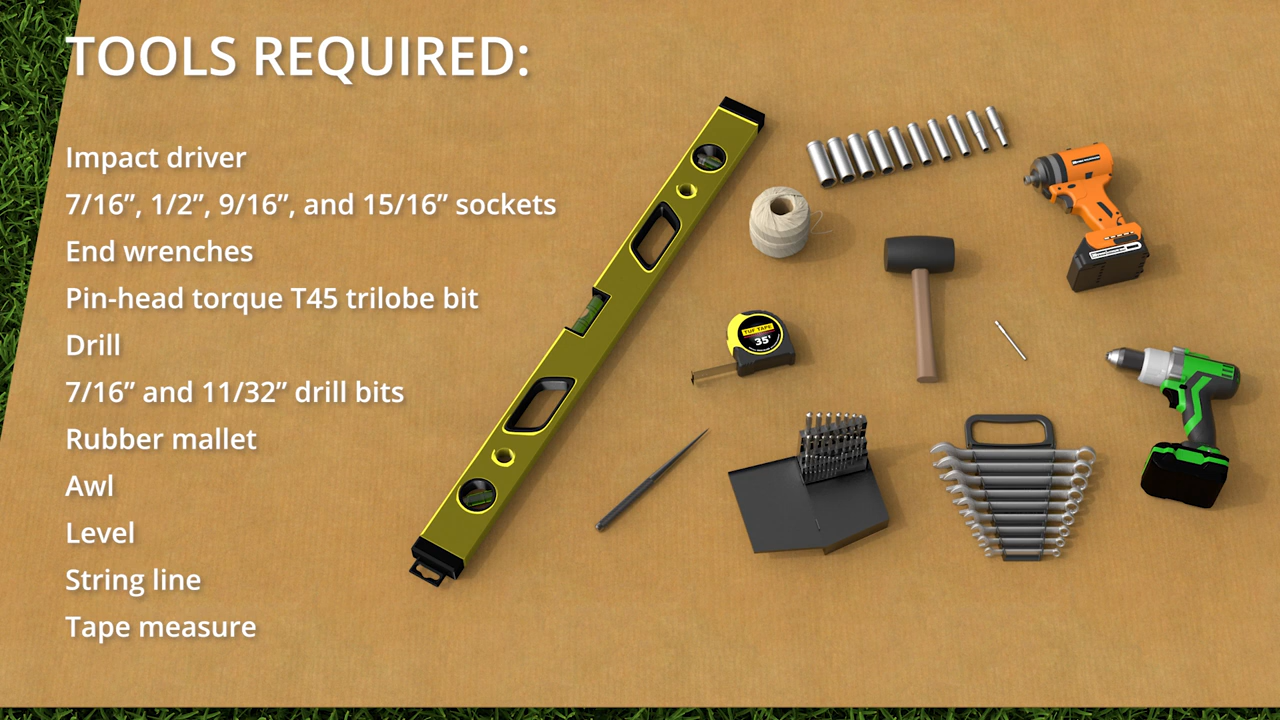 TOOLS REQUIRED:
Impact driver
7/16”, 1/2”, 9/16”, and 15/16” sockets
End wrenches
Pin-head torque T45 trilobe bit
Drill
7/16” and 11/32” drill bits
Rubber mallet
Awl
Level
String line
Tape measure
TUF TAPE
35'